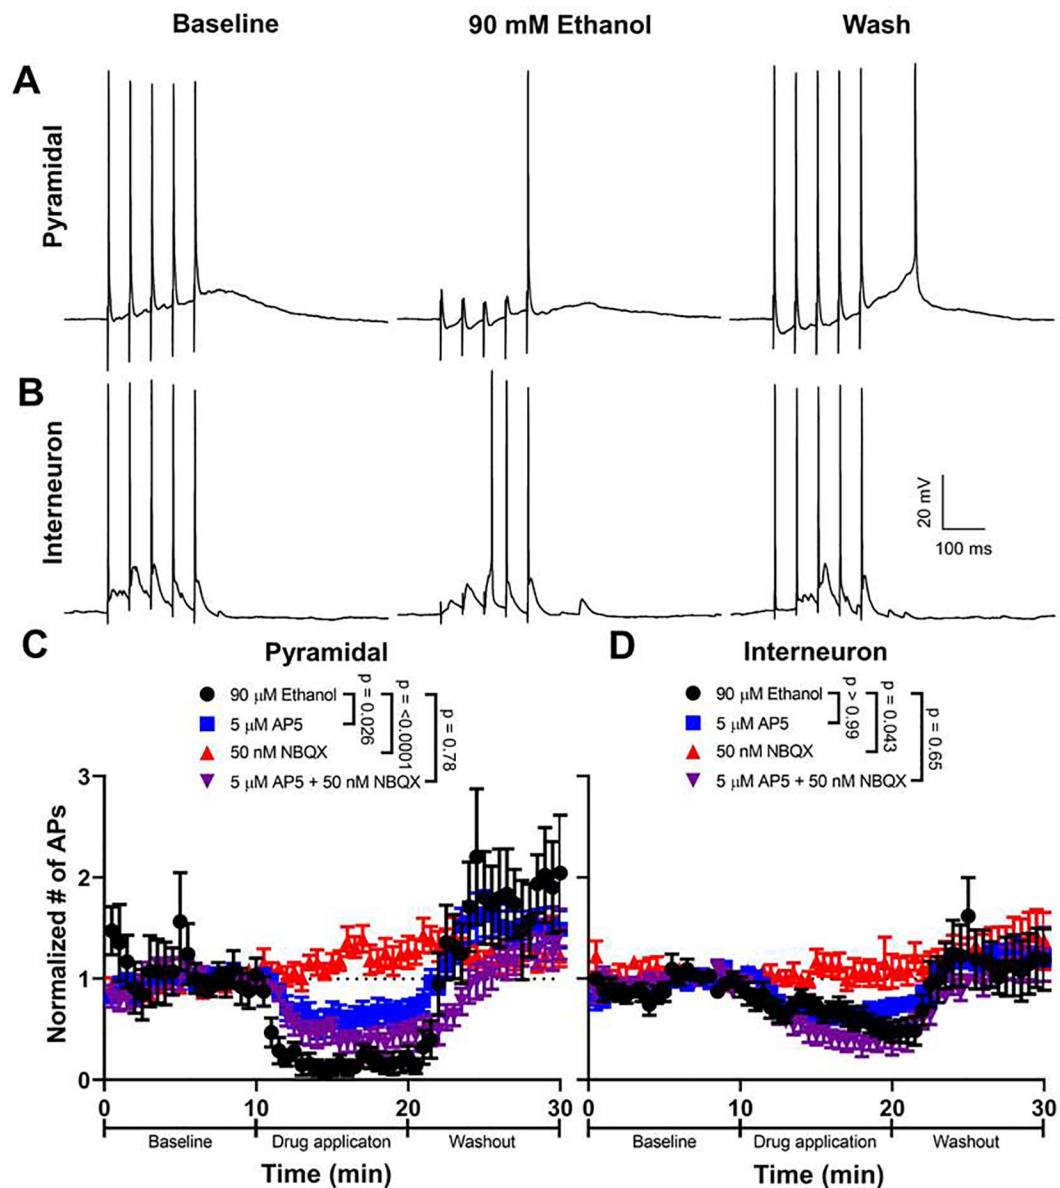 Baseline 90 mM Ethanol Wash
A
Pyramidal
B
Interneuron
20 mV
100 ms
C Pyramidal
90 μM Ethanol
5 μM AP5
50 nM NBQX
5 μM AP5 + 50 nM NBQX
p = 0.026
p = <0.0001
p = 0.78
D Interneuron
90 μM Ethanol
5 μM AP5
50 nM NBQX
5 μM AP5 + 50 nM NBQX
p > 0.99
p = 0.043
p = 0.65
Normalized # of APs
3
2
1
0
0 10 20 30
Baseline Drug applicaton Washout
Time (min)
0 10 20 30
Baseline Drug application Washout
Time (min)